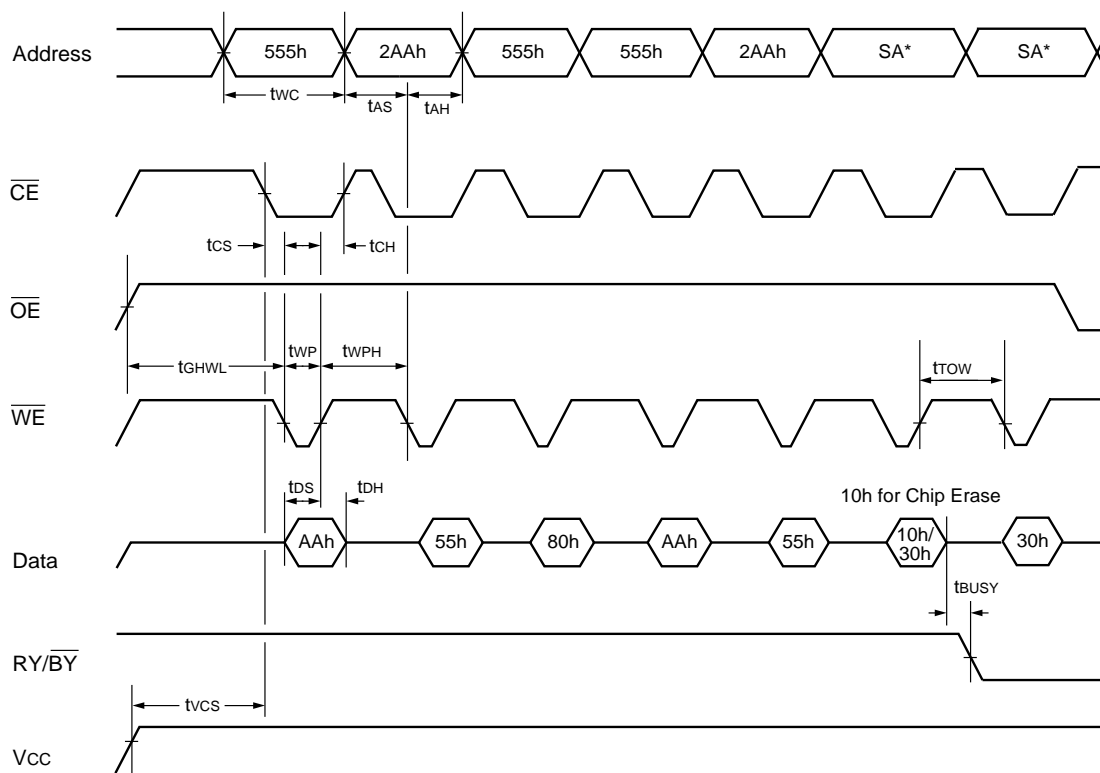 Address 555h 2AAh 555h 555h 2AAh SA* SA*
tWC tAS tAH
CE
tCS tCH
OE
tGHWL tWP tWPH tTOW
WE
tDS tDH 10h for Chip Erase
Data AAh 55h 80h AAh 55h 10h/ 30h 30h
tBUSY
RY/BY
tVCS
VCC